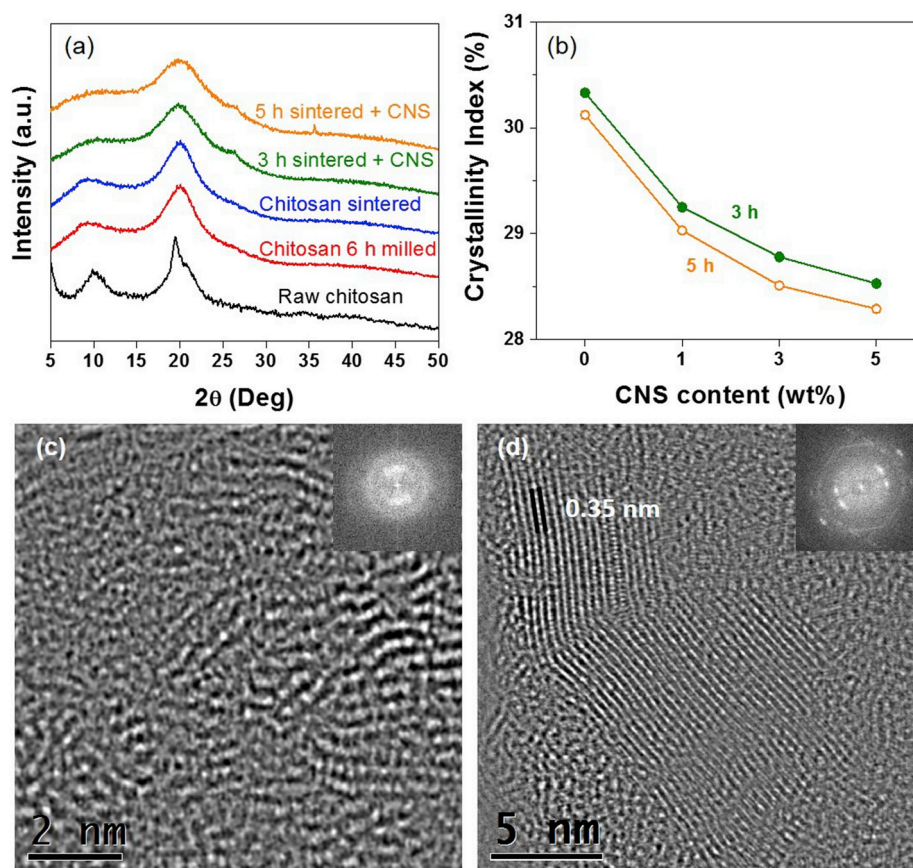 (a)
5 h sintered + CNS
3 h sintered + CNS
Chitosan sintered
Chitosan 6 h milled
Raw chitosan
Intensity (a.u.)
5 10 15 20 25 30 35 40 45 50
2θ (Deg)
(b)
31
30
29
28
Crystallinity Index (%)
3 h
5 h
0 1 3 5
CNS content (wt%)
(c)
2 nm
(d)
0.35 nm
5 nm